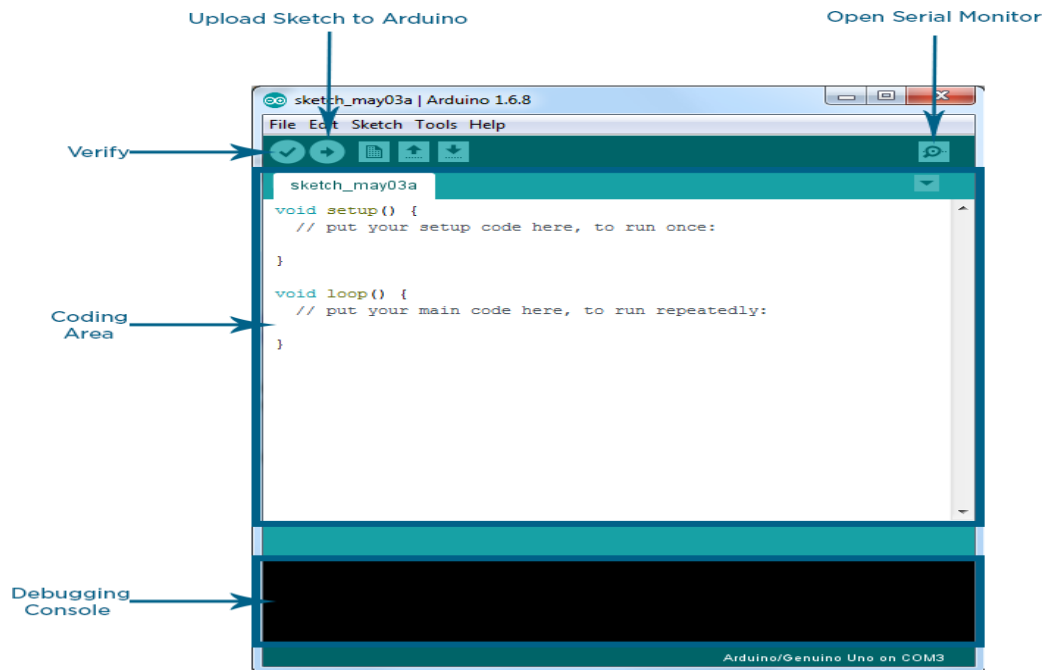 Upload Sketch to Arduino
Open Serial Monitor
sketch_may03a | Arduino 1.6.8
File Edit Sketch Tools Help
Verify
sketch_may03a
void setup() {
// put your setup code here, to run once:
}
void loop() {
// put your main code here, to run repeatedly:
}
Coding
Area
Debugging
Console
Arduino/Genuino Uno on COM3